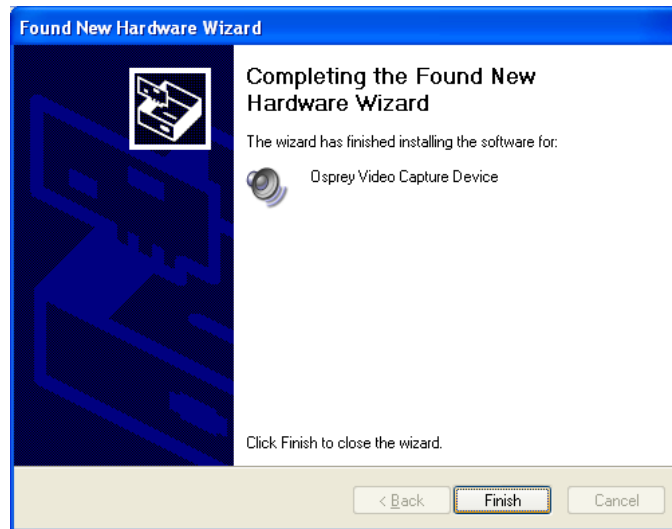 Found New Hardware Wizard
Completing the Found New
Hardware Wizard
The wizard has finished installing the software for:
Osprey Video Capture Device
Click Finish to close the wizard.
< Back Finish Cancel